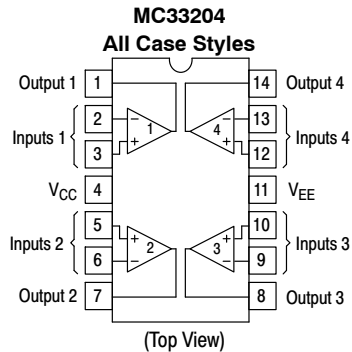 MC33204
All Case Styles
Output 1 1 14 Output 4
2 − − 13
Inputs 1 1 4 Inputs 4
3 + + 12
VCC 4 11 VEE
5 + + 10
Inputs 2 2 3 Inputs 3
6 − − 9
Output 2 7 8 Output 3
(Top View)